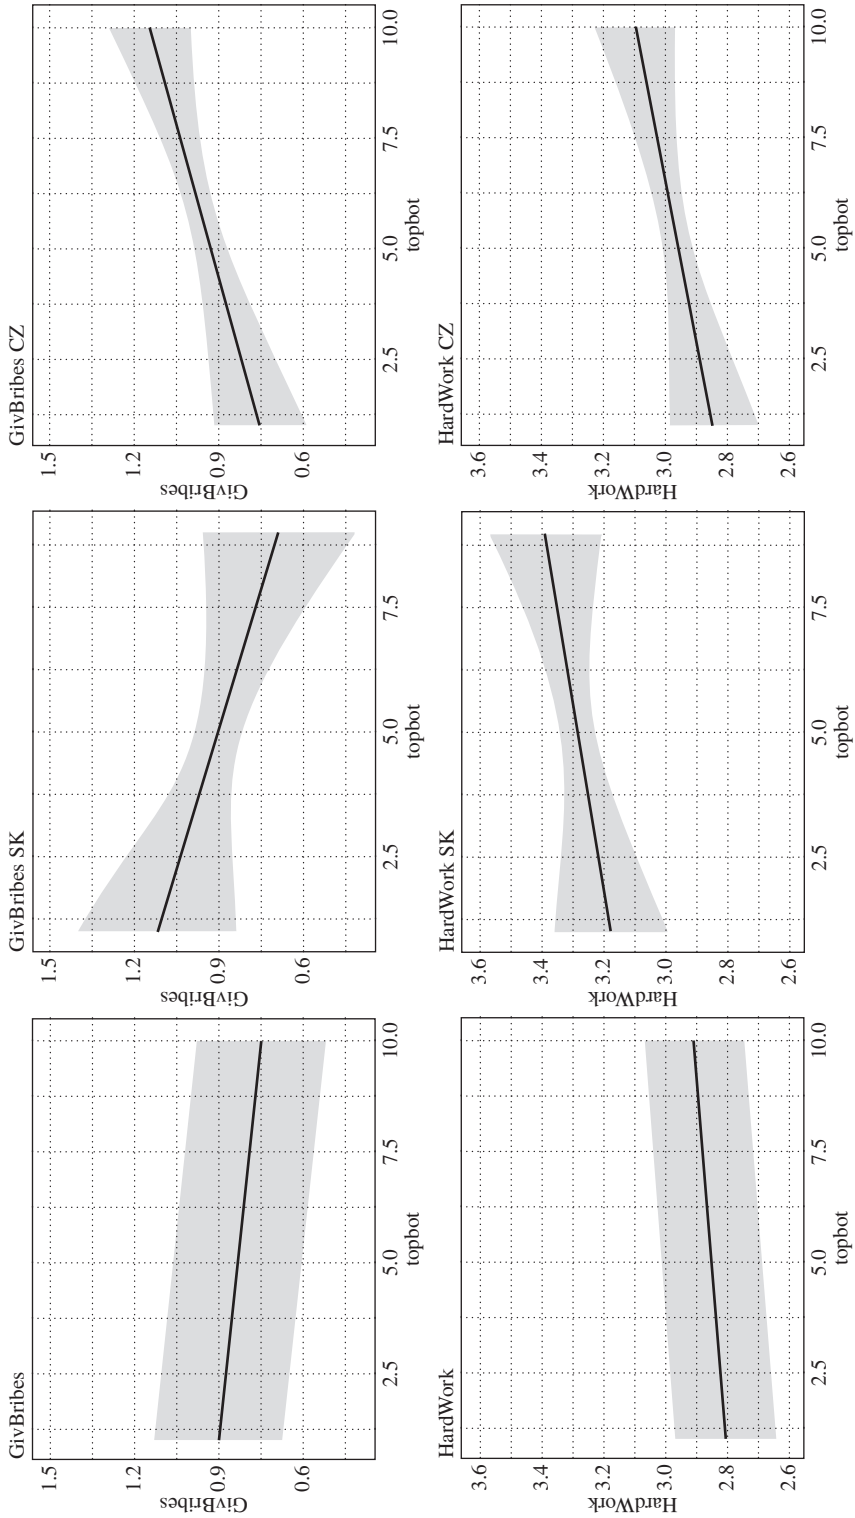 GivBribes
1.5
1.2
0.9
0.6
GivBribes
2.5 5.0 7.5 10.0
topbot
GivBribes SK
1.5
1.2
0.9
0.6
GivBribes
2.5 5.0 7.5
topbot
GivBribes CZ
1.5
1.2
0.9
0.6
GivBribes
2.5 5.0 7.5 10.0
topbot
HardWork
3.6
3.4
3.2
3.0
2.8
2.6
HardWork
2.5 5.0 7.5 10.0
topbot
HardWork SK
3.6
3.4
3.2
3.0
2.8
2.6
HardWork
2.5 5.0 7.5
topbot
HardWork CZ
3.6
3.4
3.2
3.0
2.8
2.6
HardWork
2.5 5.0 7.5 10.0
topbot